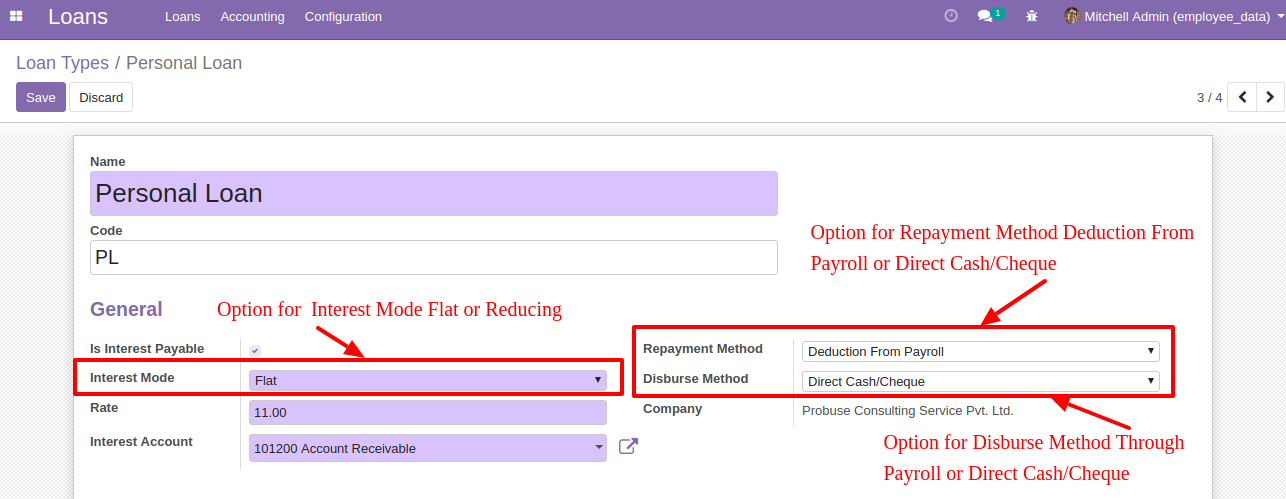 Loans Loans Accounting Configuration 1 Mitchell Admin (employee_data)
Loan Types / Personal Loan
Save Discard 3 / 4
Name
Personal Loan
Code
PL
Option for Repayment Method Deduction From
Payroll or Direct Cash/Cheque
General
Option for Interest Mode Flat or Reducing
Is Interest Payable
Interest Mode Flat
Rate 11.00
Interest Account 101200 Account Receivable
Repayment Method Deduction From Payroll
Disburse Method Direct Cash/Cheque
Company Probuse Consulting Service Pvt. Ltd.
Option for Disburse Method Through
Payroll or Direct Cash/Cheque